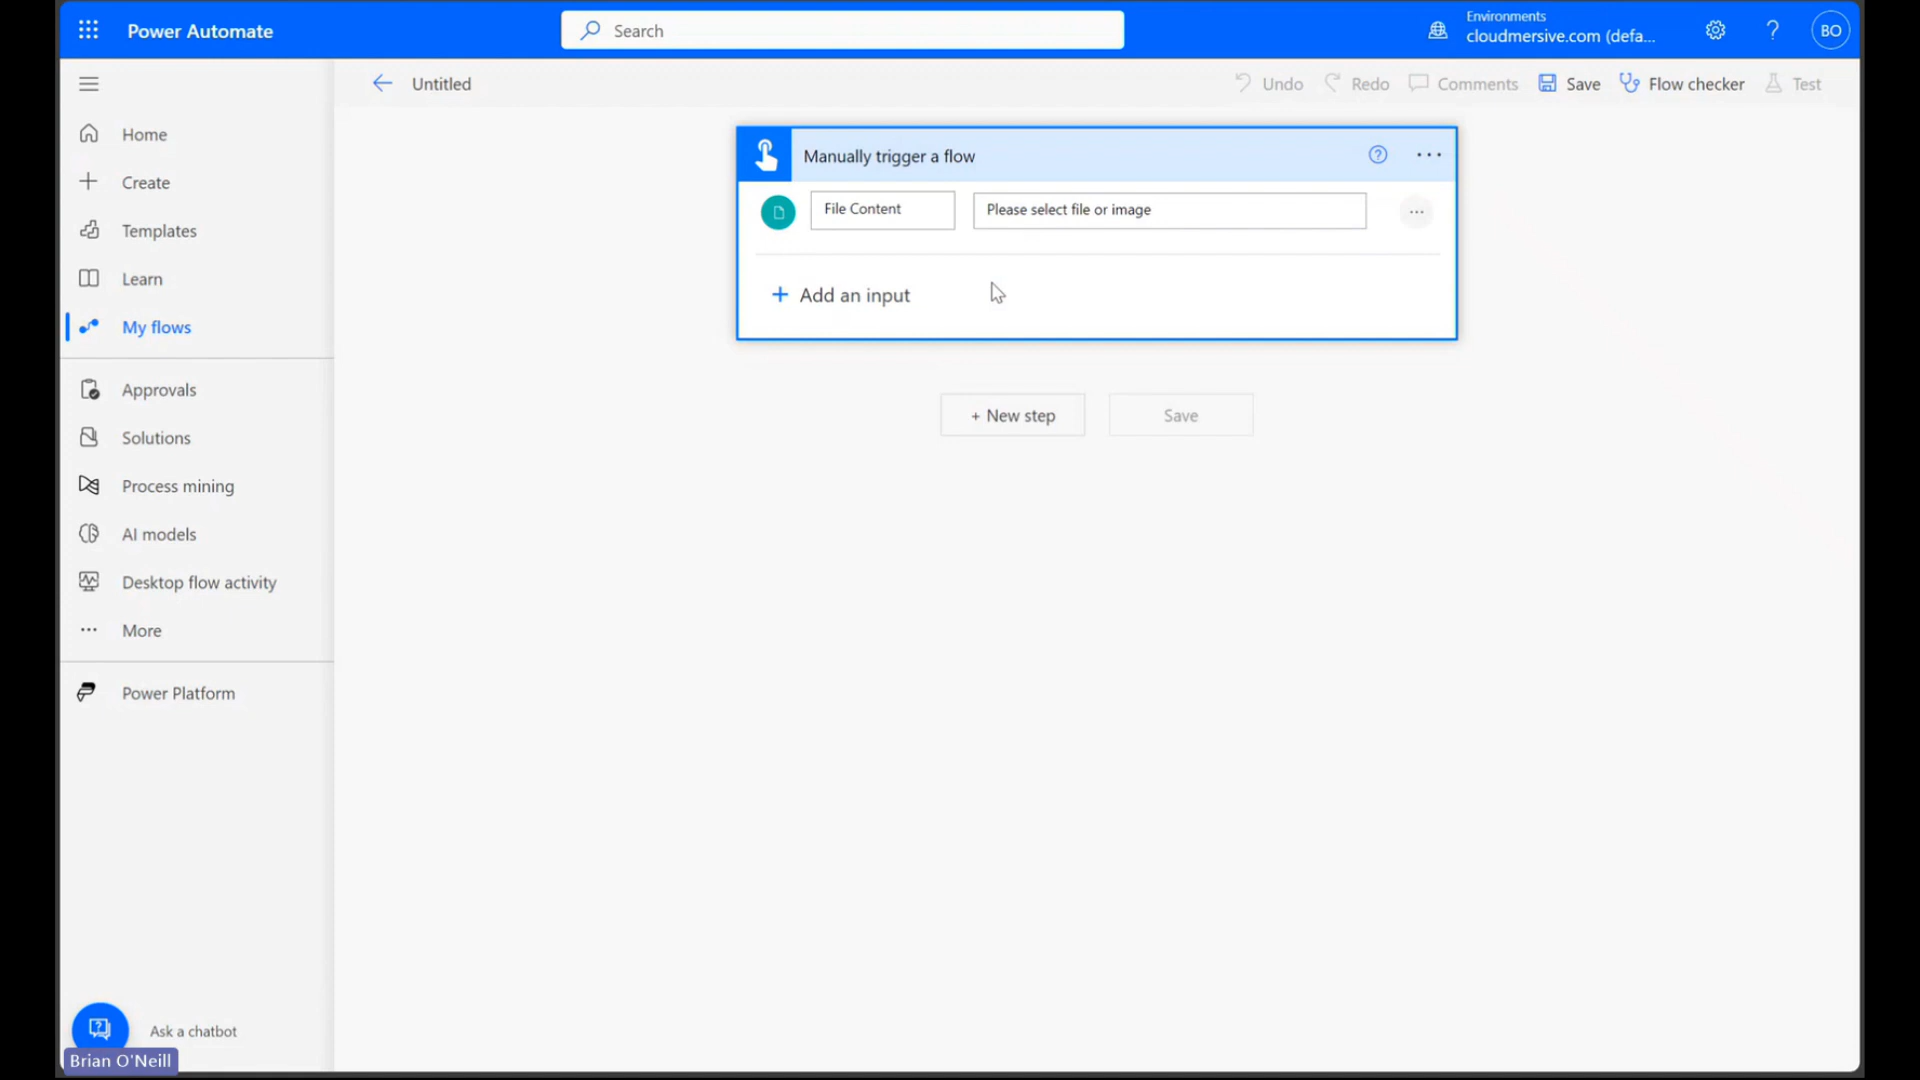 Power Automate
Search
Environments
cloudmersive.com (defa...
BO
Untitled
Undo
Redo
Comments
Save
Flow checker
Test
Home
Create
Templates
Learn
My flows
Approvals
Solutions
Process mining
AI models
Desktop flow activity
More
Power Platform
Manually trigger a flow
File Content
Please select file or image
Add an input
+ New step
Save
Ask a chatbot
Brian O'Neill